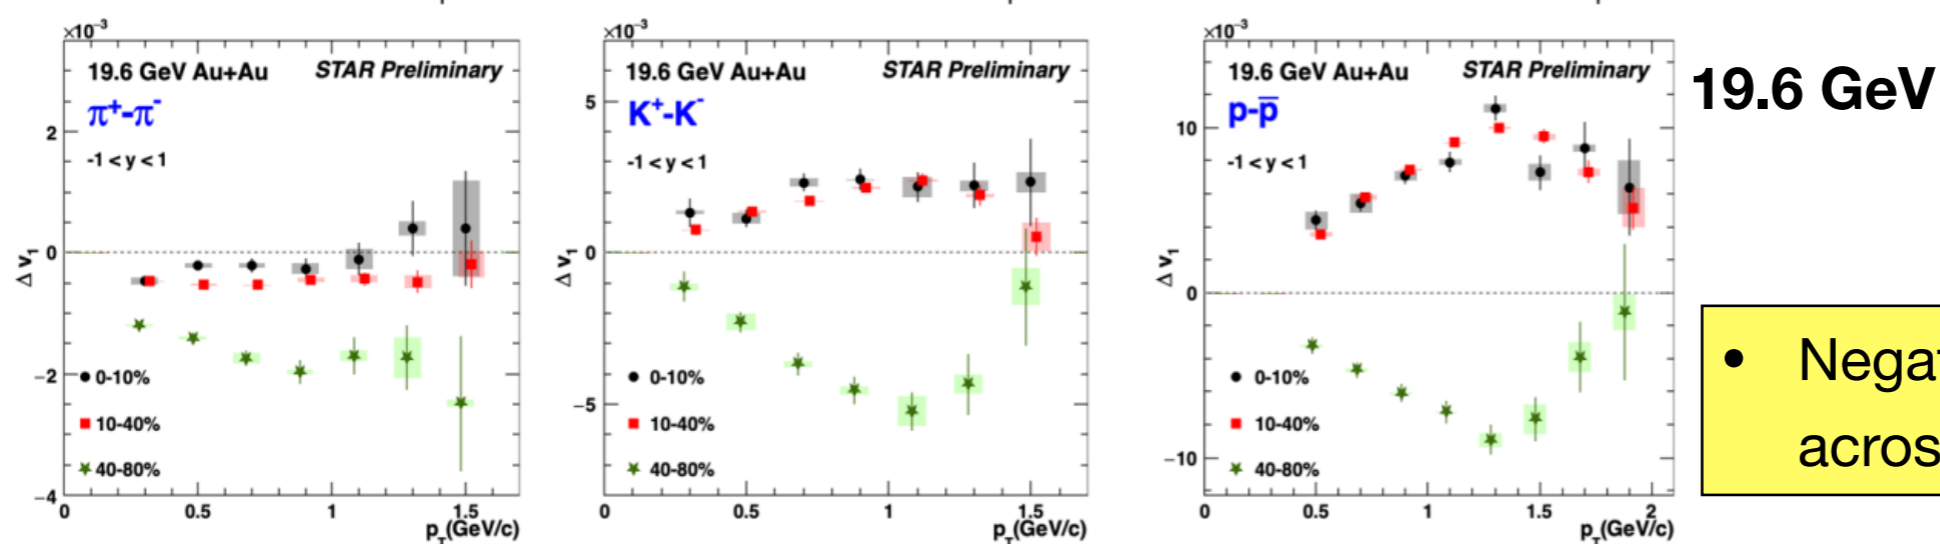 ×10⁻³
19.6 GeV Au+Au STAR Preliminary
π⁺-π⁻
-1 < y < 1
2
0
−2
−4
Δ v₁
0-10%
10-40%
40-80%
0 0.5 1 1.5
p_T(GeV/c)
×10⁻³
19.6 GeV Au+Au STAR Preliminary
K⁺-K⁻
-1 < y < 1
5
0
−5
Δ v₁
0-10%
10-40%
40-80%
0 0.5 1 1.5
p_T(GeV/c)
×10⁻³
19.6 GeV Au+Au STAR Preliminary
p-p̅
-1 < y < 1
10
0
−10
Δ v₁
0-10%
10-40%
40-80%
0 0.5 1 1.5 2
p_T(GeV/c)
19.6 GeV
• Negat
acros